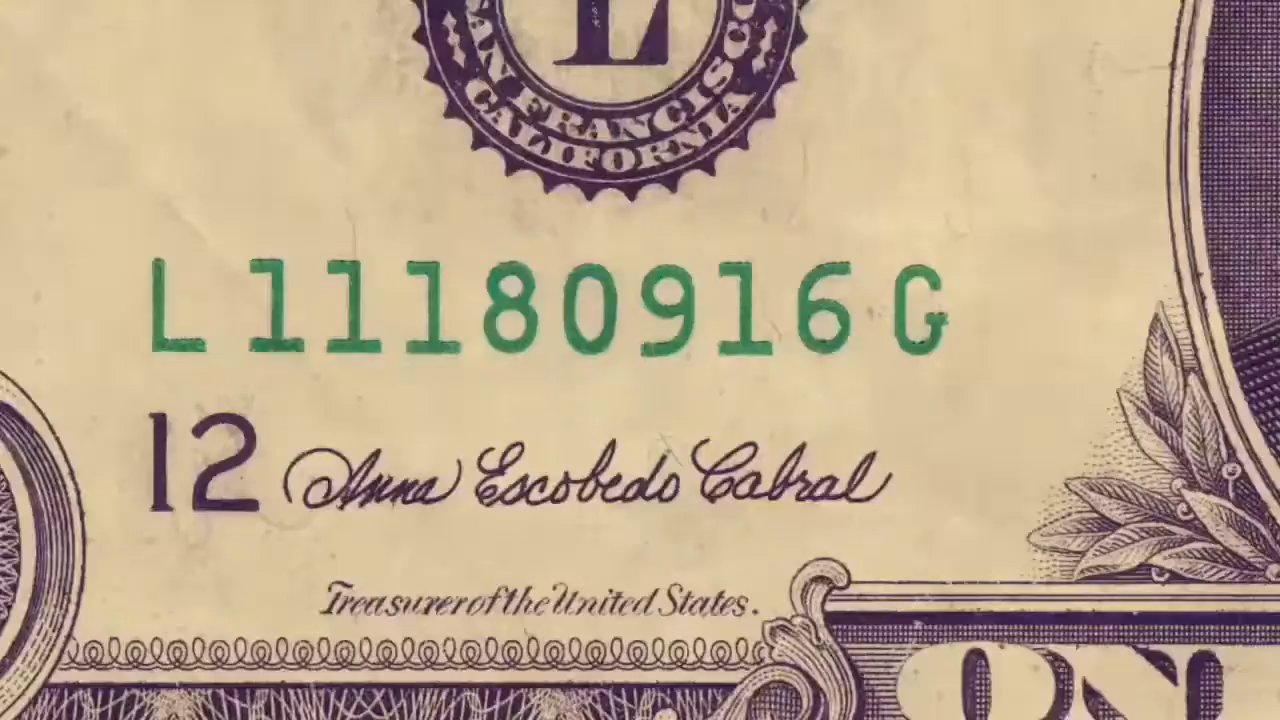 L
SAN FRANCISCO
CALIFORNIA
L 11180916 G
12
Anna Escobedo Cabral
Treasurer of the United States.